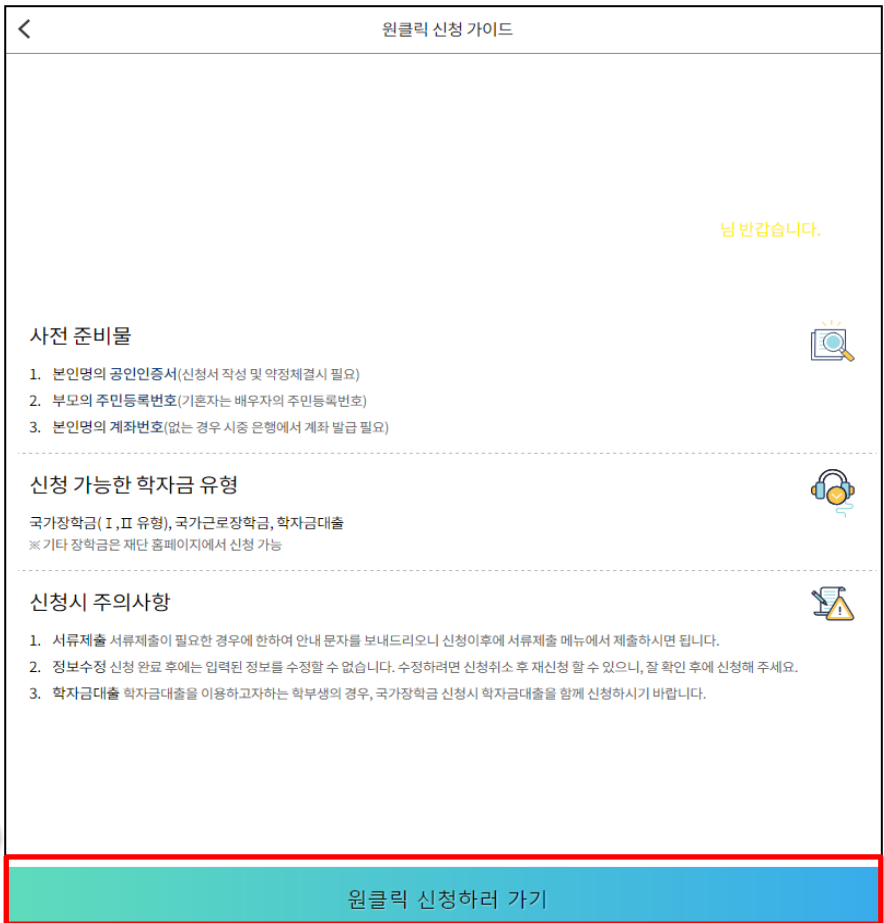 원클릭 신청 가이드
님 반갑습니다.
사전 준비물
1. 본인명의 공인인증서(신청서 작성 및 약정체결시 필요)
2. 부모의 주민등록번호(기혼자는 배우자의 주민등록번호)
3. 본인명의 계좌번호(없는 경우 시중 은행에서 계좌 발급 필요)
신청 가능한 학자금 유형
국가장학금(Ⅰ,Ⅱ 유형), 국가근로장학금, 학자금대출
※ 기타 장학금은 재단 홈페이지에서 신청 가능
신청시 주의사항
1. 서류제출 서류제출이 필요한 경우에 한하여 안내 문자를 보내드리오니 신청이후에 서류제출 메뉴에서 제출하시면 됩니다.
2. 정보수정 신청 완료 후에는 입력된 정보를 수정할 수 없습니다. 수정하려면 신청취소 후 재신청 할 수 있으니, 잘 확인 후에 신청해 주세요.
3. 학자금대출 학자금대출을 이용하고자하는 학부생의 경우, 국가장학금 신청시 학자금대출을 함께 신청하시기 바랍니다.
원클릭 신청하러 가기